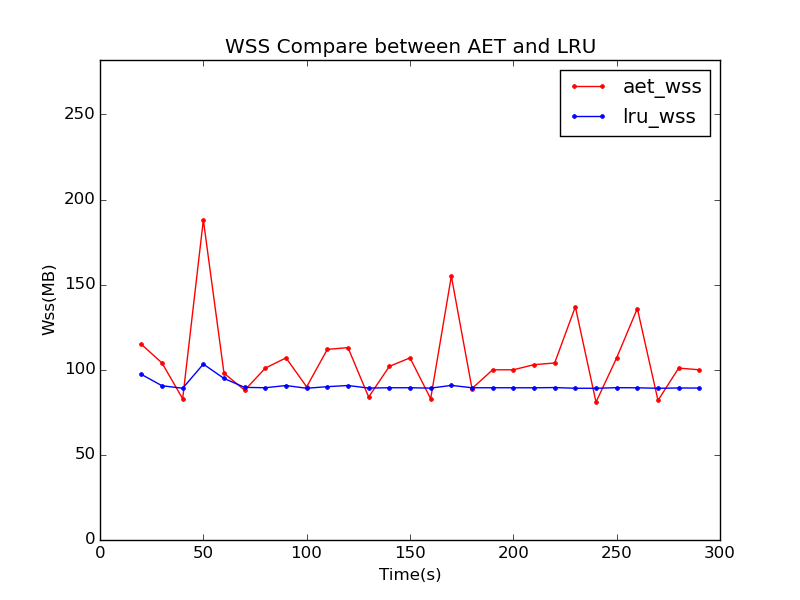 WSS Compare between AET and LRU
aet_wss
lru_wss
250
200
150
100
50
0
Wss(MB)
0 50 100 150 200 250 300
Time(s)